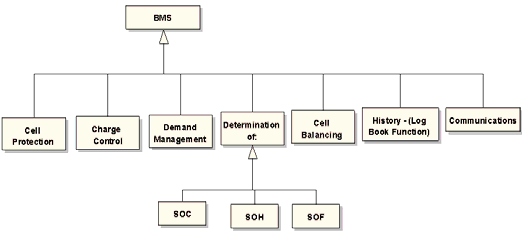 BMS
Cell
Protection
Charge
Control
Demand
Management
Determination
of:
Cell
Balancing
History - (Log
Book Function)
Communications
SOC
SOH
SOF